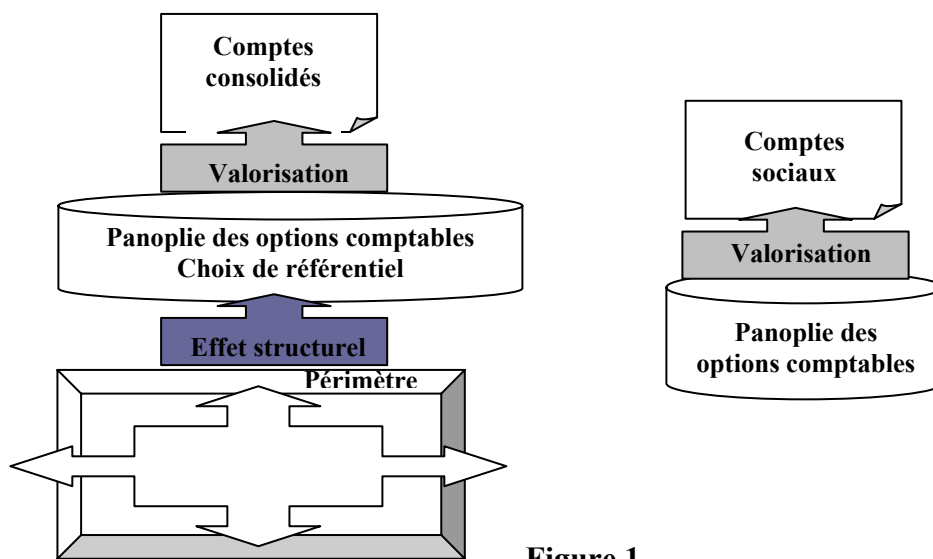 Comptes
consolidés
Valorisation
Panoplie des options comptables
Choix de référentiel
Effet structurel
Périmètre
Comptes
sociaux
Valorisation
Panoplie des
options comptables
Figure 1